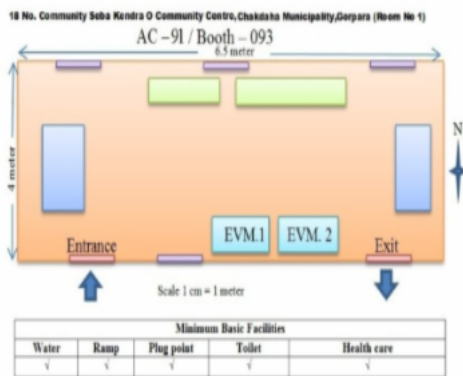 18 No. Community Seba Kendra O Community Centre,Chakdaha Municipality,Gorpara (Room No 1)
AC -91 / Booth – 093
6.5 meter
4 meter
N
EVM.1 EVM. 2
Entrance Exit
Scale 1 cm = 1 meter
Minimum Basic Facilities
Water Ramp Plug point Toilet Health care
√ √ √ √ √